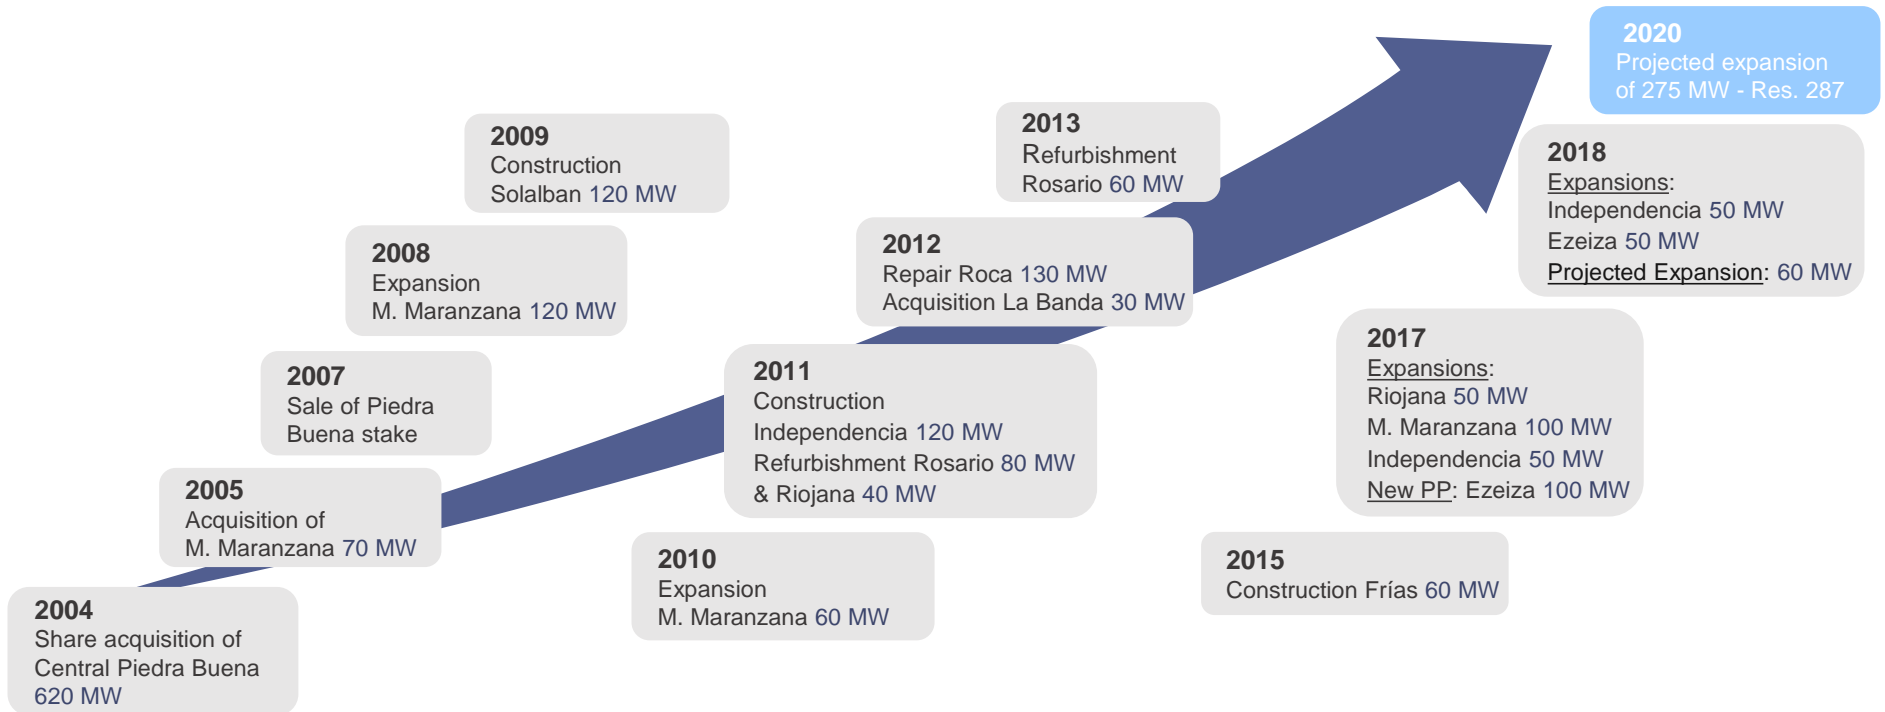 2004
Share acquisition of
Central Piedra Buena
620 MW
2005
Acquisition of
M. Maranzana 70 MW
2007
Sale of Piedra
Buena stake
2008
Expansion
M. Maranzana 120 MW
2009
Construction
Solalban 120 MW
2010
Expansion
M. Maranzana 60 MW
2011
Construction
Independencia 120 MW
Refurbishment Rosario 80 MW
& Riojana 40 MW
2012
Repair Roca 130 MW
Acquisition La Banda 30 MW
2013
Refurbishment
Rosario 60 MW
2015
Construction Frías 60 MW
2017
Expansions:
Riojana 50 MW
M. Maranzana 100 MW
Independencia 50 MW
New PP: Ezeiza 100 MW
2018
Expansions:
Independencia 50 MW
Ezeiza 50 MW
Projected Expansion: 60 MW
2020
Projected expansion
of 275 MW - Res. 287